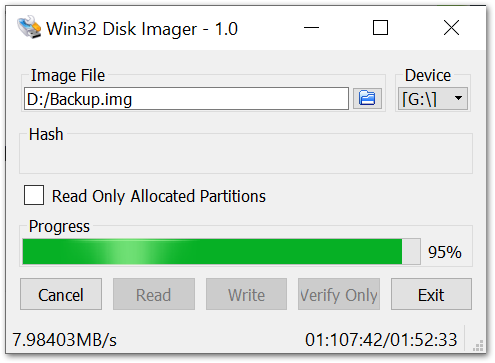 Win32 Disk Imager - 1.0
Image File
Device
D:/Backup.img
[G:\]
Hash
Read Only Allocated Partitions
Progress
95%
Cancel
Read
Write
Verify Only
Exit
7.98403MB/s
01:107:42/01:52:33